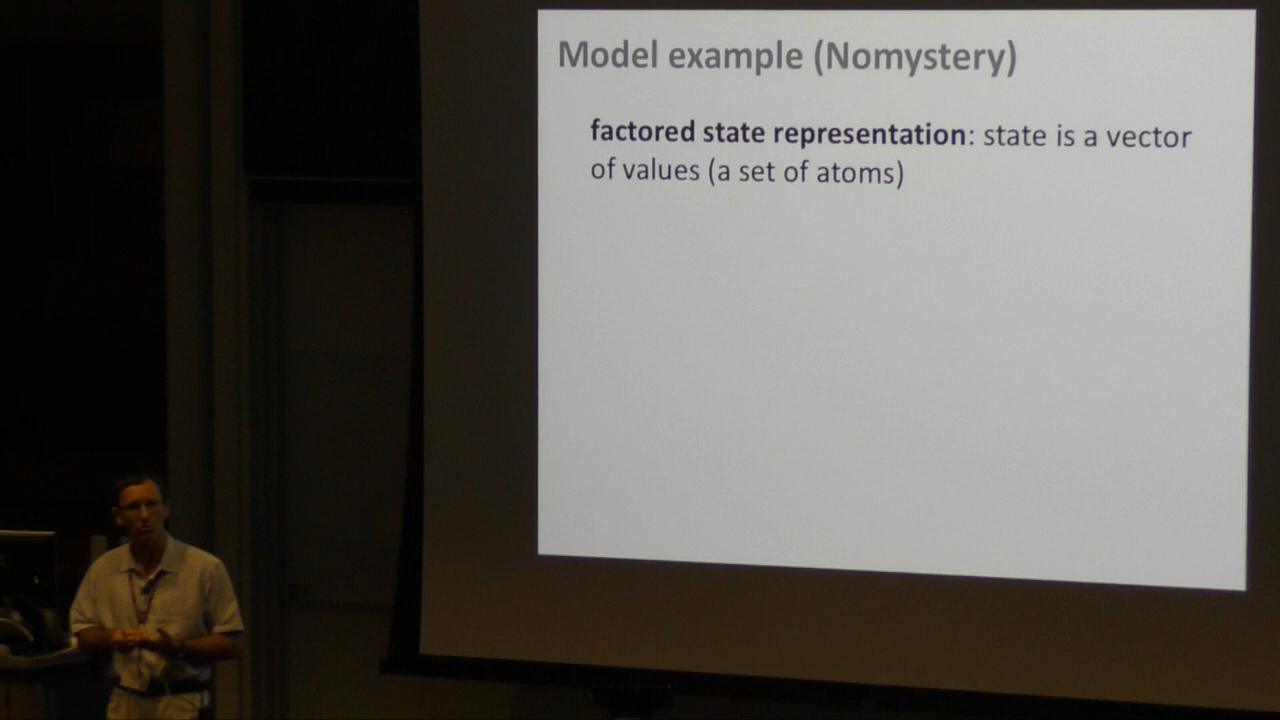 Model example (Nomystery)
factored state representation: state is a vector
of values (a set of atoms)